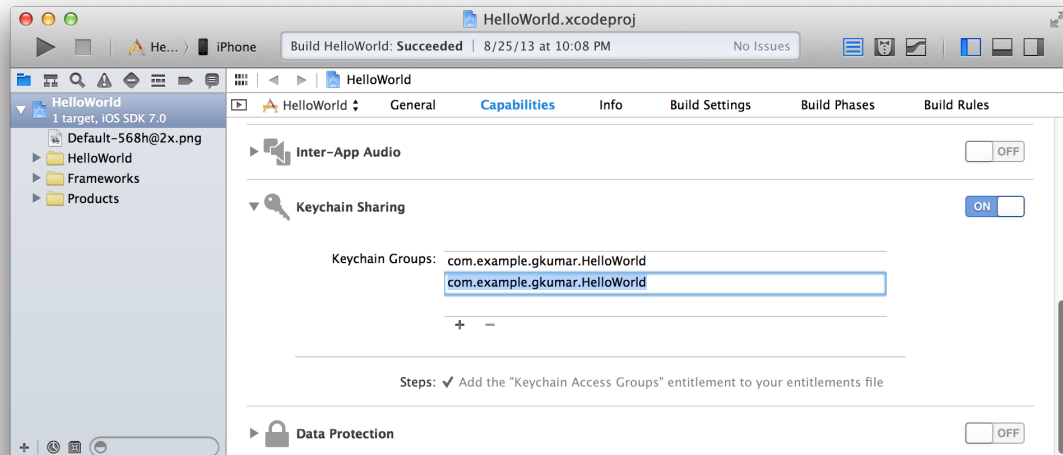 HelloWorld.xcodeproj
He... iPhone
Build HelloWorld: Succeeded | 8/25/13 at 10:08 PM No Issues
HelloWorld
HelloWorld
1 target, iOS SDK 7.0
Default-568h@2x.png
HelloWorld
Frameworks
Products
HelloWorld General Capabilities Info Build Settings Build Phases Build Rules
Inter-App Audio OFF
Keychain Sharing ON
Keychain Groups: com.example.gkumar.HelloWorld
com.example.gkumar.HelloWorld
+ −
Steps: ✓ Add the "Keychain Access Groups" entitlement to your entitlements file
Data Protection OFF